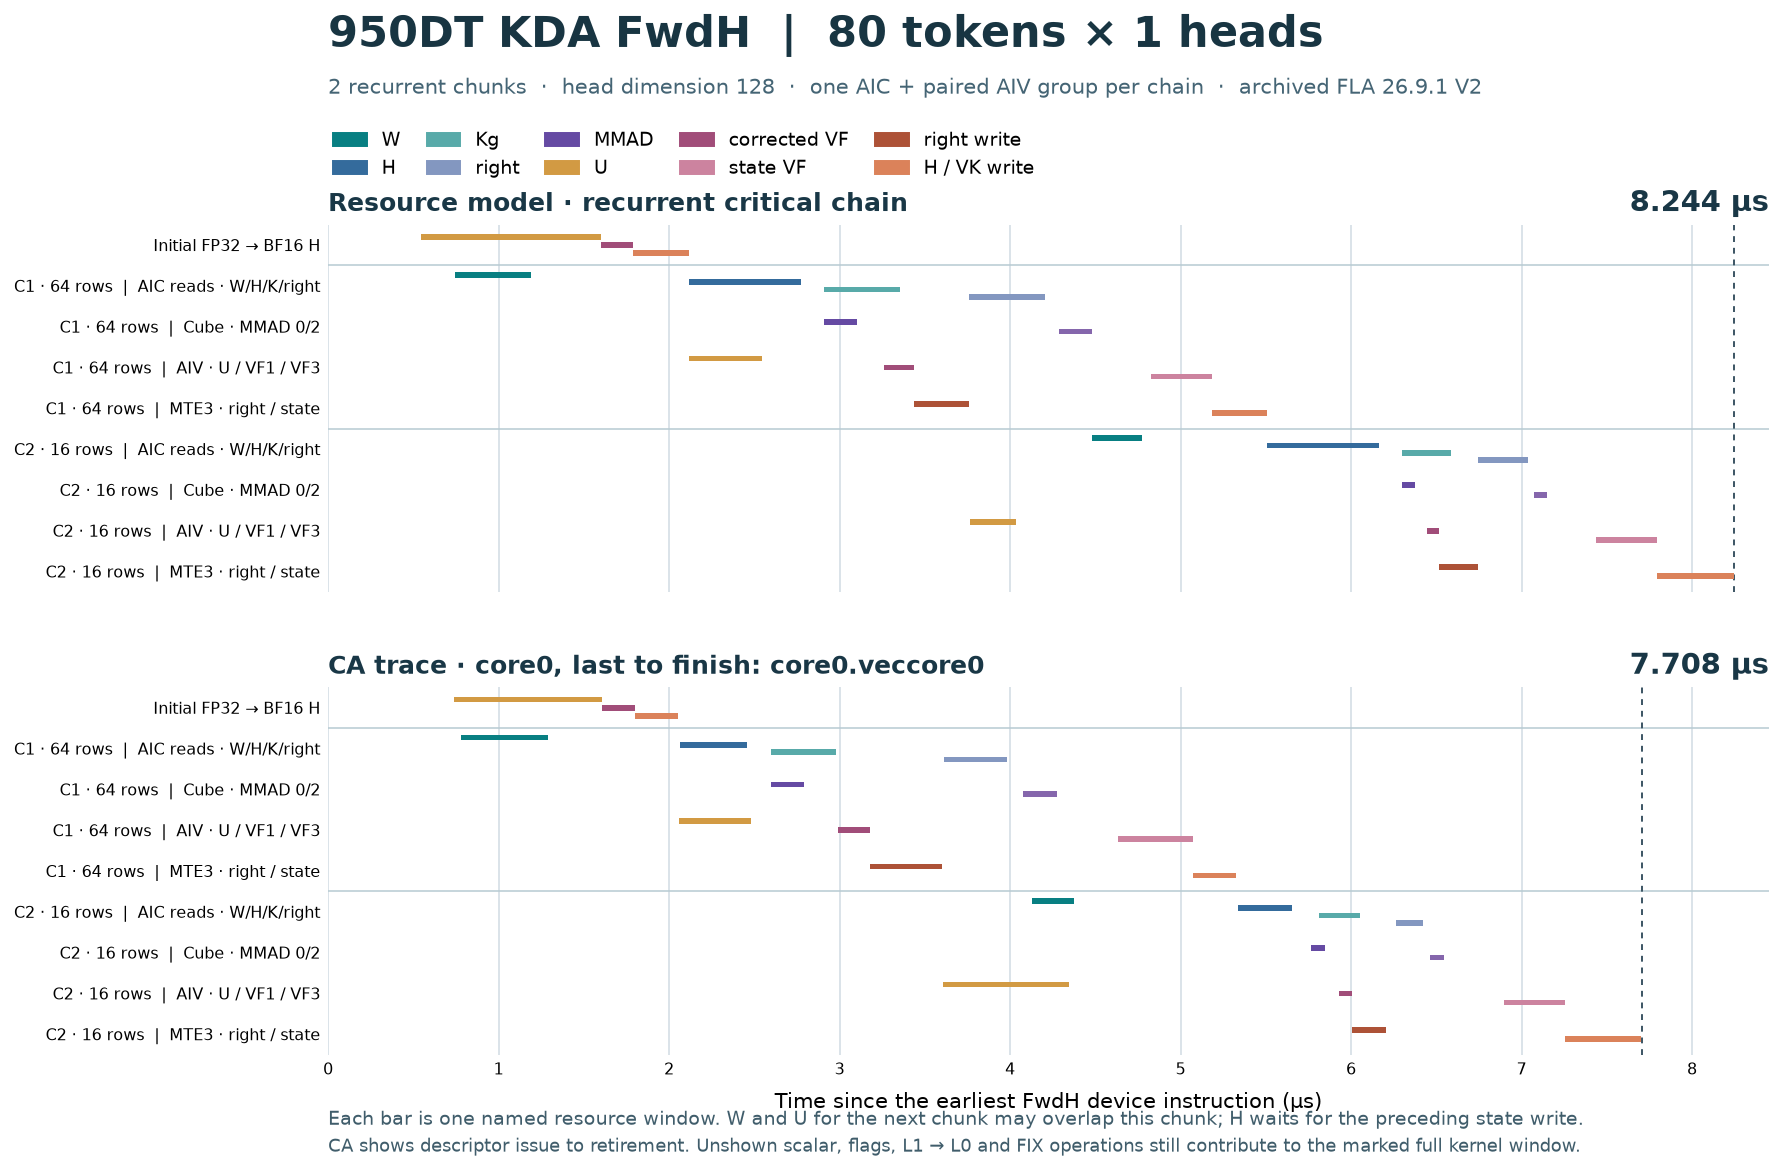 950DT KDA FwdH | 80 tokens × 1 heads
2 recurrent chunks · head dimension 128 · one AIC + paired AIV group per chain · archived FLA 26.9.1 V2
W Kg MMAD corrected VF right write
H right U state VF H / VK write
Resource model · recurrent critical chain 8.244 µs
Initial FP32 → BF16 H
C1 · 64 rows | AIC reads · W/H/K/right
C1 · 64 rows | Cube · MMAD 0/2
C1 · 64 rows | AIV · U / VF1 / VF3
C1 · 64 rows | MTE3 · right / state
C2 · 16 rows | AIC reads · W/H/K/right
C2 · 16 rows | Cube · MMAD 0/2
C2 · 16 rows | AIV · U / VF1 / VF3
C2 · 16 rows | MTE3 · right / state
CA trace · core0, last to finish: core0.veccore0 7.708 µs
Initial FP32 → BF16 H
C1 · 64 rows | AIC reads · W/H/K/right
C1 · 64 rows | Cube · MMAD 0/2
C1 · 64 rows | AIV · U / VF1 / VF3
C1 · 64 rows | MTE3 · right / state
C2 · 16 rows | AIC reads · W/H/K/right
C2 · 16 rows | Cube · MMAD 0/2
C2 · 16 rows | AIV · U / VF1 / VF3
C2 · 16 rows | MTE3 · right / state
0 1 2 3 4 5 6 7 8
Time since the earliest FwdH device instruction (µs)
Each bar is one named resource window. W and U for the next chunk may overlap this chunk; H waits for the preceding state write.
CA shows descriptor issue to retirement. Unshown scalar, flags, L1 → L0 and FIX operations still contribute to the marked full kernel window.